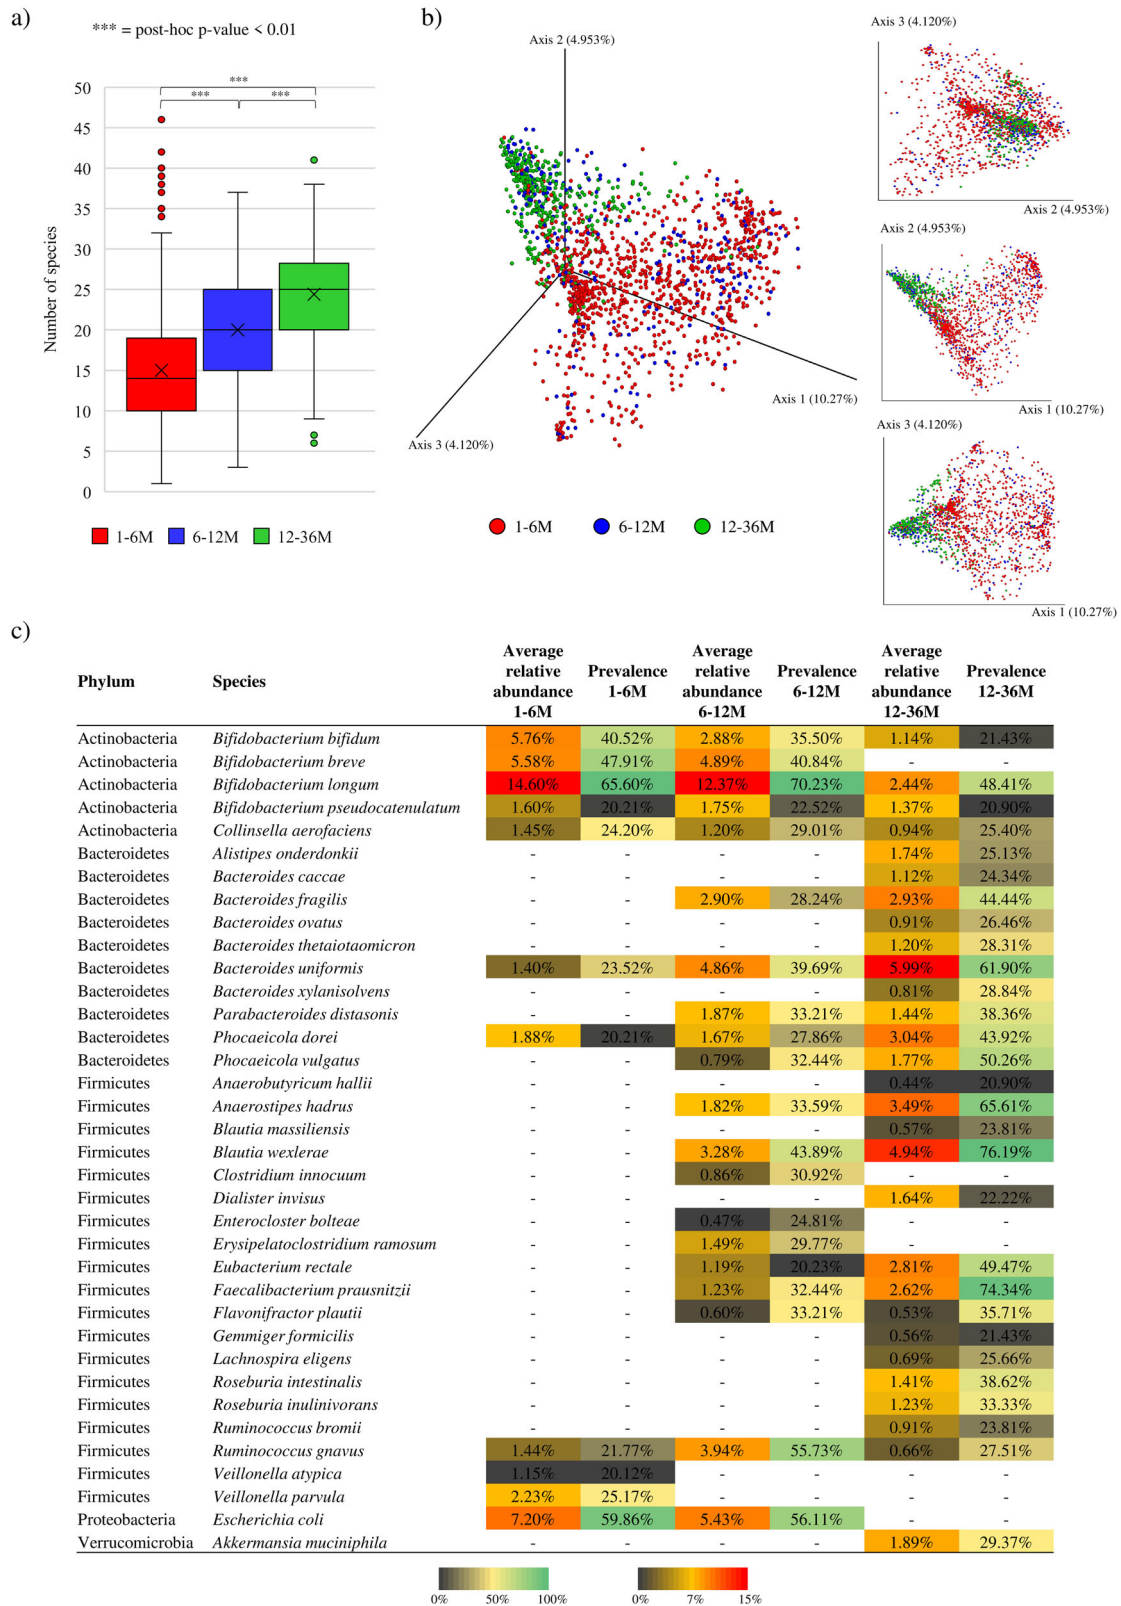 a)
*** = post-hoc p-value < 0.01
***
*** ***
Number of species
50
45
40
35
30
25
20
15
10
5
0
1-6M 6-12M 12-36M
b)
Axis 2 (4.953%)
Axis 1 (10.27%)
Axis 3 (4.120%)
1-6M 6-12M 12-36M
Axis 3 (4.120%)
Axis 2 (4.953%)
Axis 2 (4.953%)
Axis 1 (10.27%)
Axis 3 (4.120%)
Axis 1 (10.27%)
c)
Phylum Species Average relative abundance 1-6M Prevalence 1-6M Average relative abundance 6-12M Prevalence 6-12M Average relative abundance 12-36M Prevalence 12-36M
Actinobacteria Bifidobacterium bifidum 5.76% 40.52% 2.88% 35.50% 1.14% 21.43%
Actinobacteria Bifidobacterium breve 5.58% 47.91% 4.89% 40.84% - -
Actinobacteria Bifidobacterium longum 14.60% 65.60% 12.37% 70.23% 2.44% 48.41%
Actinobacteria Bifidobacterium pseudocatenulatum 1.60% 20.21% 1.75% 22.52% 1.37% 20.90%
Actinobacteria Collinsella aerofaciens 1.45% 24.20% 1.20% 29.01% 0.94% 25.40%
Bacteroidetes Alistipes onderdonkii - - - - 1.74% 25.13%
Bacteroidetes Bacteroides caccae - - - - 1.12% 24.34%
Bacteroidetes Bacteroides fragilis - - 2.90% 28.24% 2.93% 44.44%
Bacteroidetes Bacteroides ovatus - - - - 0.91% 26.46%
Bacteroidetes Bacteroides thetaiotaomicron - - - - 1.20% 28.31%
Bacteroidetes Bacteroides uniformis 1.40% 23.52% 4.86% 39.69% 5.99% 61.90%
Bacteroidetes Bacteroides xylanisolvens - - - - 0.81% 28.84%
Bacteroidetes Parabacteroides distasonis - - 1.87% 33.21% 1.44% 38.36%
Bacteroidetes Phocaeicola dorei 1.88% 20.21% 1.67% 27.86% 3.04% 43.92%
Bacteroidetes Phocaeicola vulgatus - - 0.79% 32.44% 1.77% 50.26%
Firmicutes Anaerobutyricum hallii - - - - 0.44% 20.90%
Firmicutes Anaerostipes hadrus - - 1.82% 33.59% 3.49% 65.61%
Firmicutes Blautia massiliensis - - - - 0.57% 23.81%
Firmicutes Blautia wexlerae - - 3.28% 43.89% 4.94% 76.19%
Firmicutes Clostridium innocuum - - 0.86% 30.92% - -
Firmicutes Dialister invisus - - - - 1.64% 22.22%
Firmicutes Enterocloster bolteae - - 0.47% 24.81% - -
Firmicutes Erysipelatoclostridium ramosum - - 1.49% 29.77% - -
Firmicutes Eubacterium rectale - - 1.19% 20.23% 2.81% 49.47%
Firmicutes Faecalibacterium prausnitzii - - 1.23% 32.44% 2.62% 74.34%
Firmicutes Flavonifractor plautii - - 0.60% 33.21% 0.53% 35.71%
Firmicutes Gemmiger formicilis - - - - 0.56% 21.43%
Firmicutes Lachnospira eligens - - - - 0.69% 25.66%
Firmicutes Roseburia intestinalis - - - - 1.41% 38.62%
Firmicutes Roseburia inulinivorans - - - - 1.23% 33.33%
Firmicutes Ruminococcus bromii - - - - 0.91% 23.81%
Firmicutes Ruminococcus gnavus 1.44% 21.77% 3.94% 55.73% 0.66% 27.51%
Firmicutes Veillonella atypica 1.15% 20.12% - - - -
Firmicutes Veillonella parvula 2.23% 25.17% - - - -
Proteobacteria Escherichia coli 7.20% 59.86% 5.43% 56.11% - -
Verrucomicrobia Akkermansia muciniphila - - - - 1.89% 29.37%
0% 50% 100% 0% 7% 15%